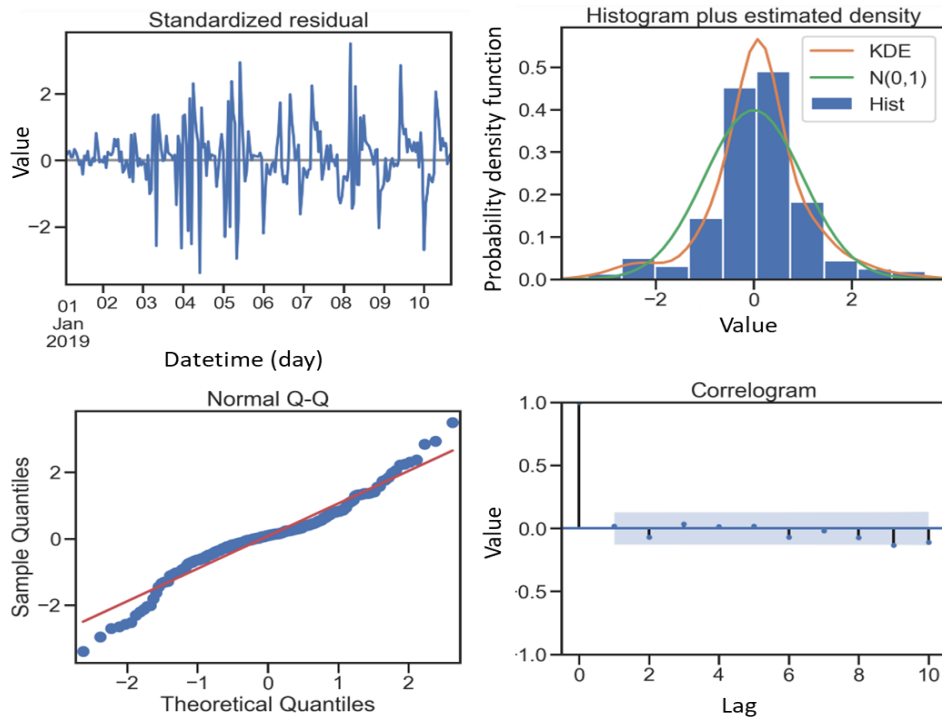 Standardized residual
Value
2
0
−2
01 02 03 04 05 06 07 08 09 10
Jan
2019
Datetime (day)
Histogram plus estimated density
Probability density function
0.5
0.4
0.3
0.2
0.1
0.0
KDE
N(0,1)
Hist
−2 0 2
Value
Normal Q-Q
Sample Quantiles
2
0
−2
−2 −1 0 1 2
Theoretical Quantiles
Correlogram
Value
1.0
0.5
0.0
-0.5
-1.0
0 2 4 6 8 10
Lag